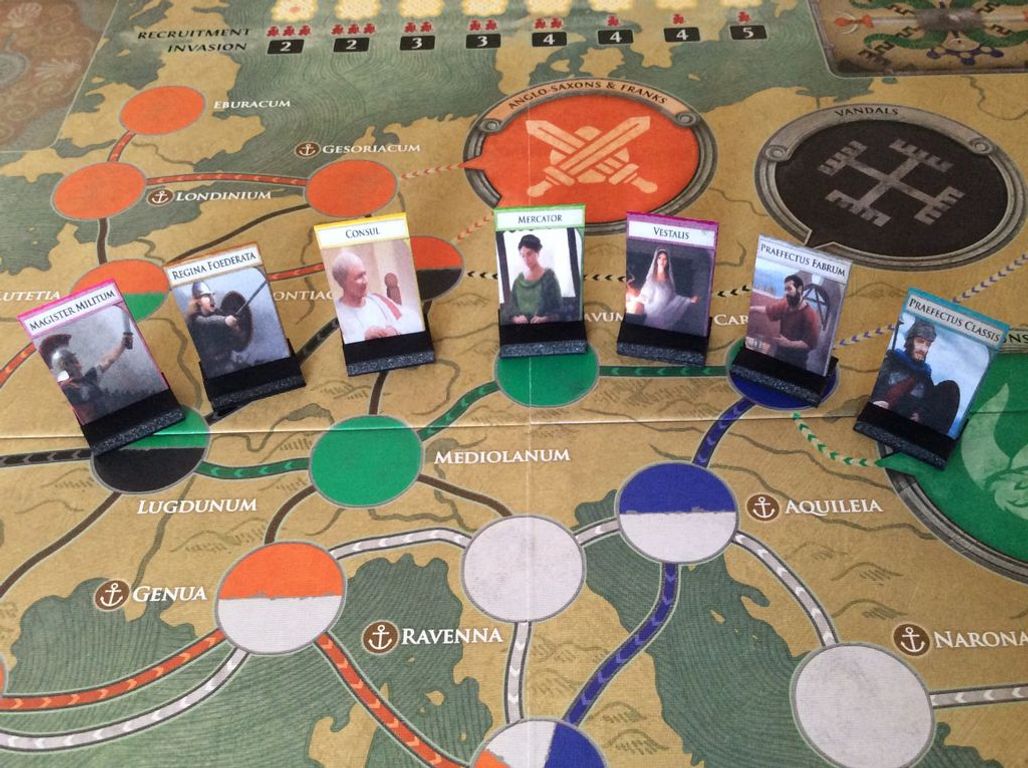 RECRUITMENT
INVASION
2 2 3 3 4 4 4 5
EBURACUM
ANGLO-SAXONS & FRANKS
VANDALS
GESORIACUM
LONDINIUM
MAGISTER MILITUM
REGINA FOEDERATA
CONSUL
MERCATOR
VESTALIS
PRAEFECTUS FABRUM
PRAEFECTUS CLASSIS
MEDIOLANUM
LUGDUNUM
AQUILEIA
GENUA
RAVENNA
NARONA